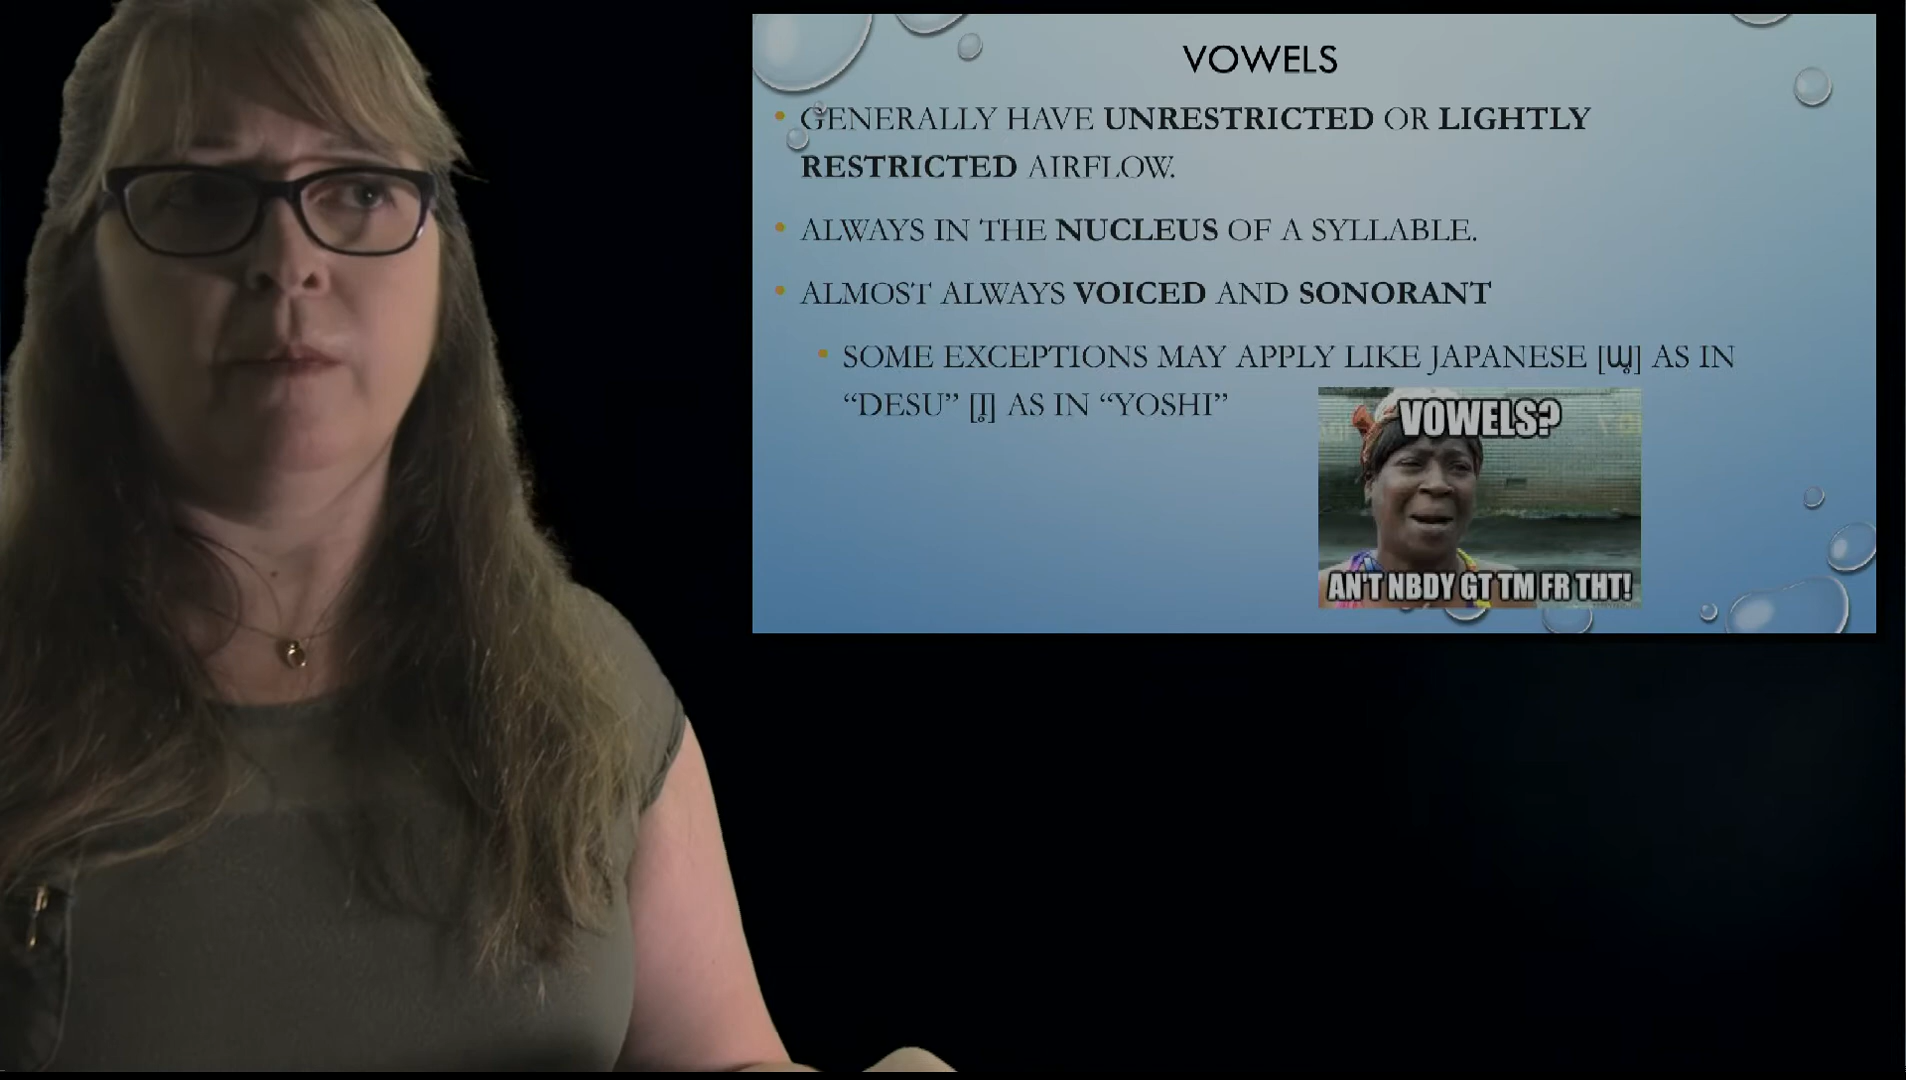 VOWELS
GENERALLY HAVE UNRESTRICTED OR LIGHTLY
RESTRICTED AIRFLOW.
ALWAYS IN THE NUCLEUS OF A SYLLABLE.
ALMOST ALWAYS VOICED AND SONORANT
SOME EXCEPTIONS MAY APPLY LIKE JAPANESE [ɯ̥] AS IN
“DESU” [I̥] AS IN “YOSHI”
VOWELS?
AN'T NBDY GT TM FR THT!